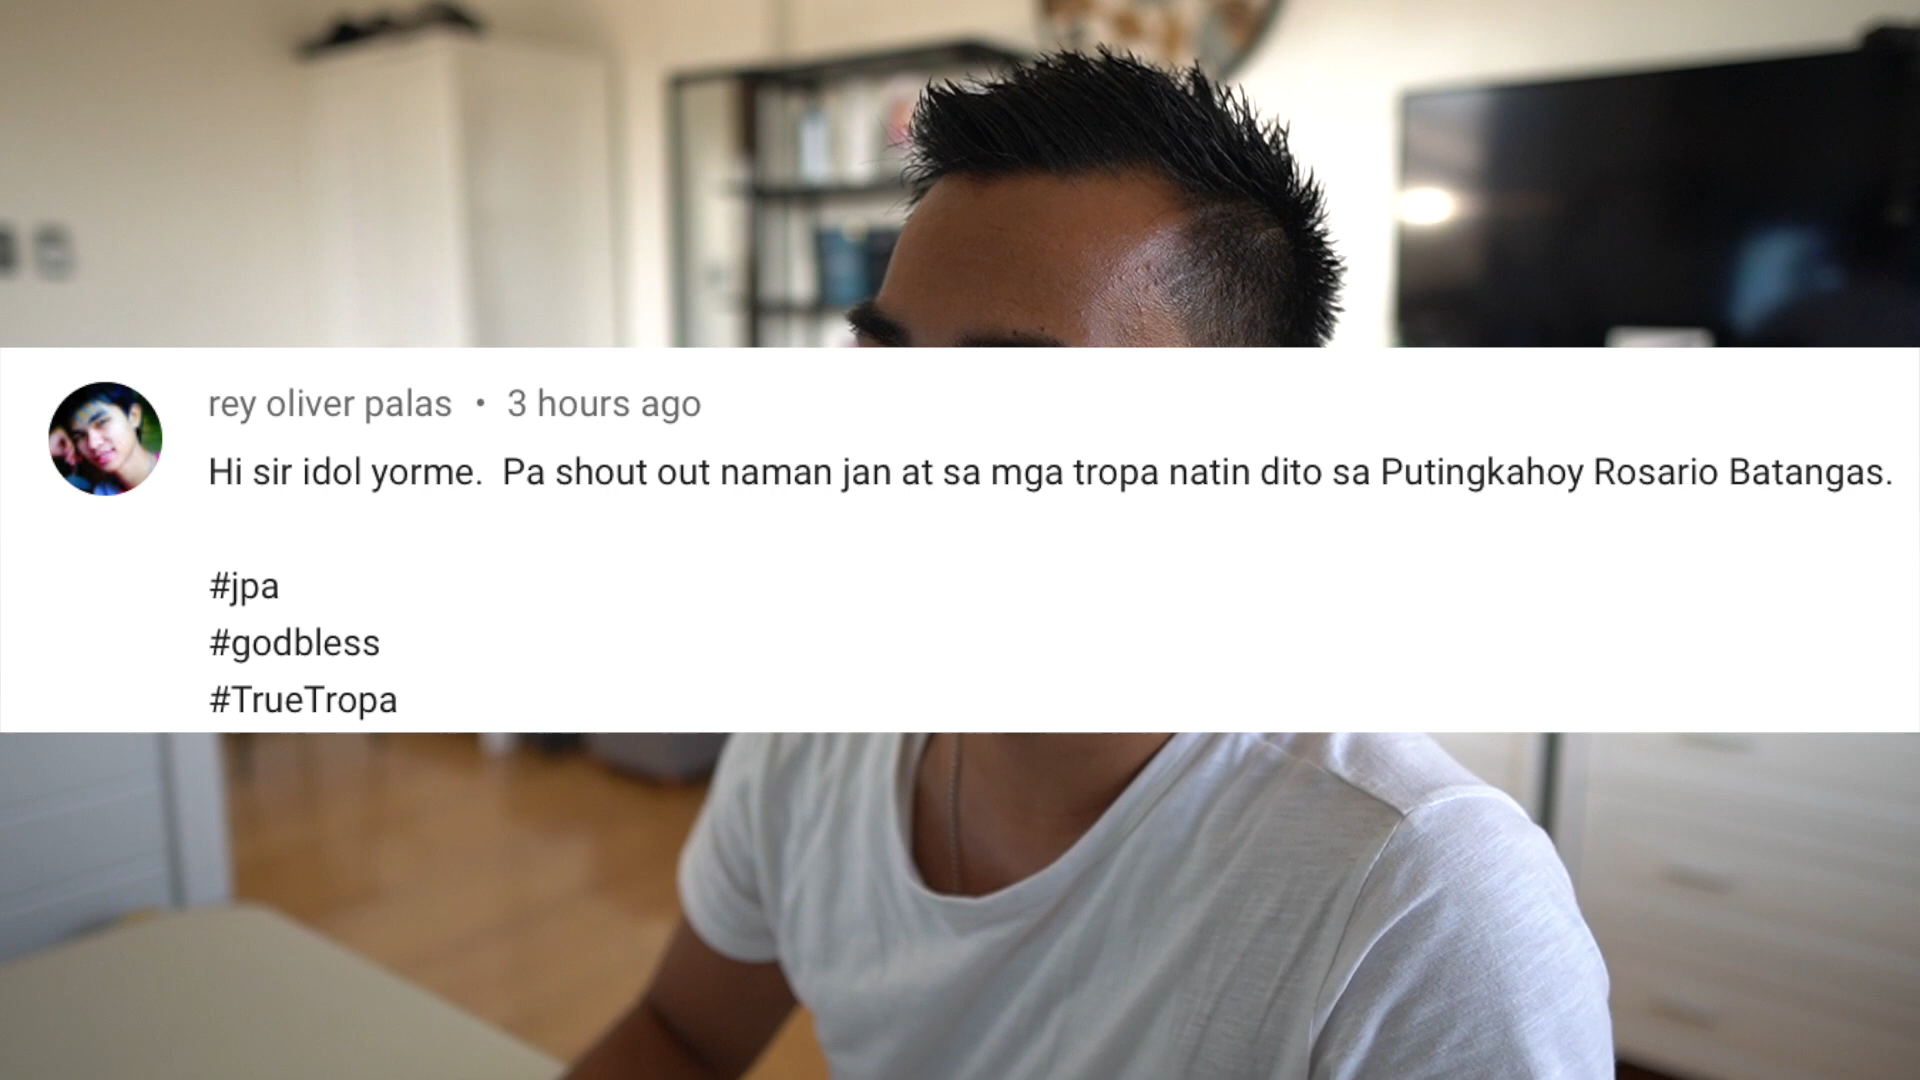 rey oliver palas • 3 hours ago
Hi sir idol yorme.  Pa shout out naman jan at sa mga tropa natin dito sa Putingkahoy Rosario Batangas.
#jpa
#godbless
#TrueTropa